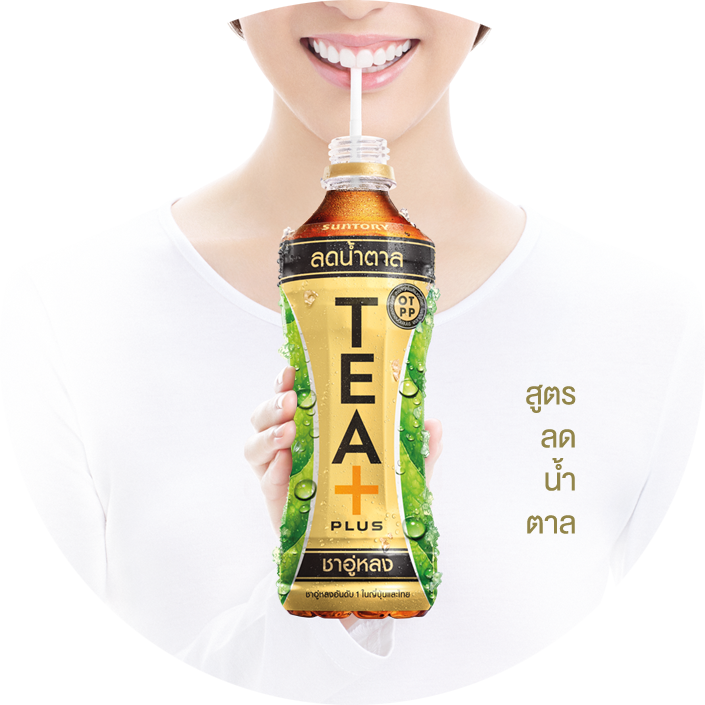 SUNTORY
ลดน้ำตาล
TEA+
PLUS
OTPP
ชาอู่หลง
ชาอู่หลงอันดับ 1 ในญี่ปุ่นและไทย
สูตร
ลด
น้ำ
ตาล